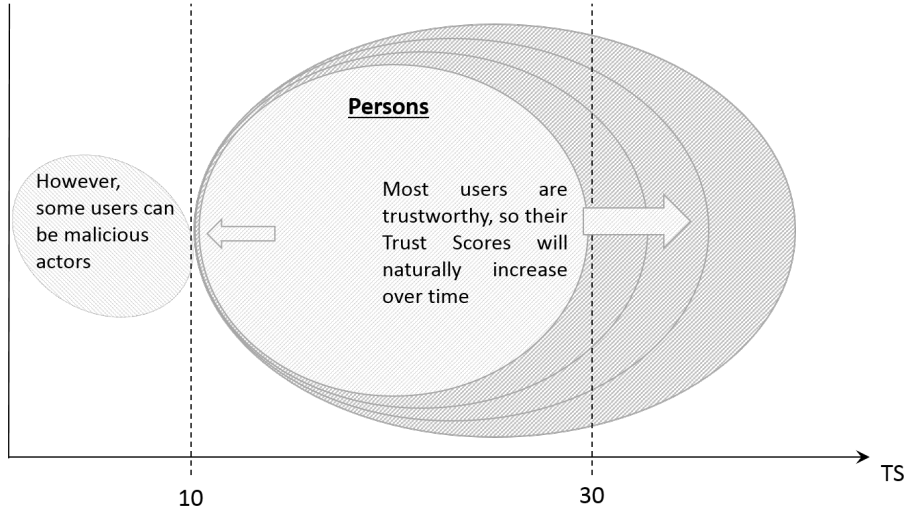 Persons
However,
some users can
be malicious
actors
Most users are
trustworthy, so their
Trust Scores will
naturally increase
over time
TS
10
30